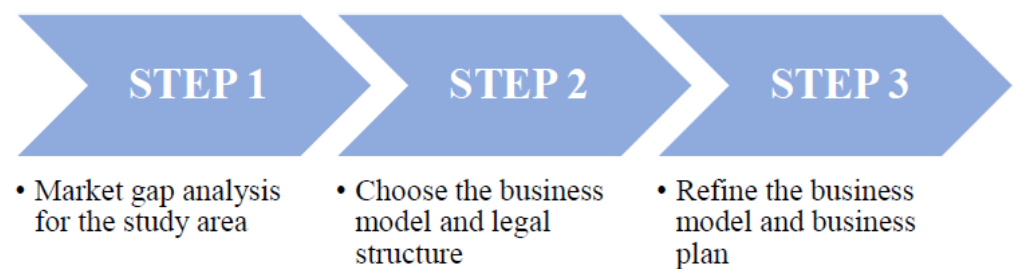 STEP 1
• Market gap analysis
for the study area
STEP 2
• Choose the business
model and legal
structure
STEP 3
• Refine the business
model and business
plan